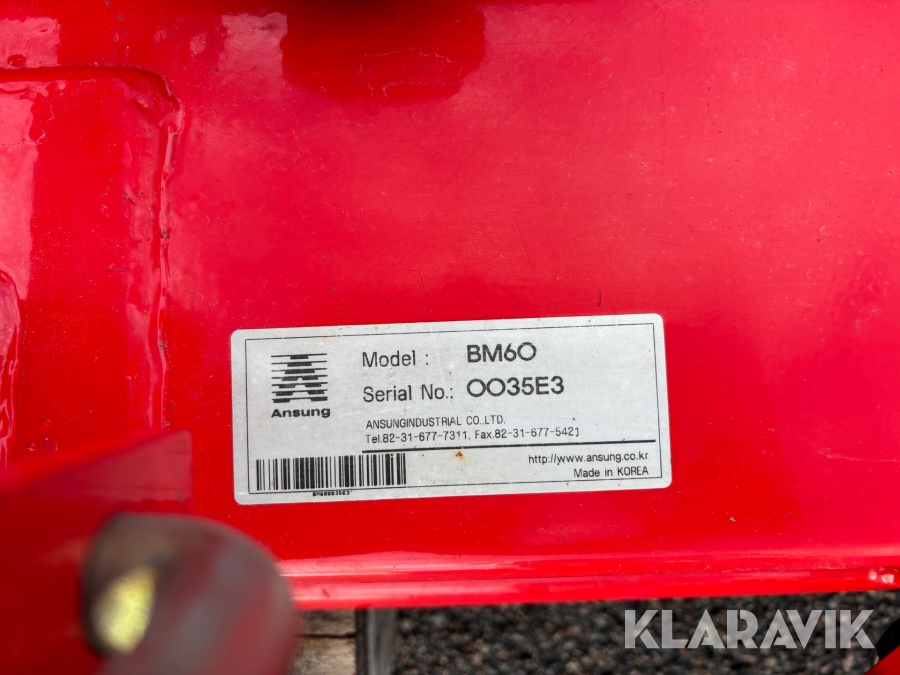 Ansung
Model : BM60
Serial No.: 0035E3
ANSUNGINDUSTRIAL CO.,LTD.
Tel.82-31-677-7311, Fax.82-31-677-5421
http://www.ansung.co.kr
Made in KOREA
BM600035E3
KLARAVIK